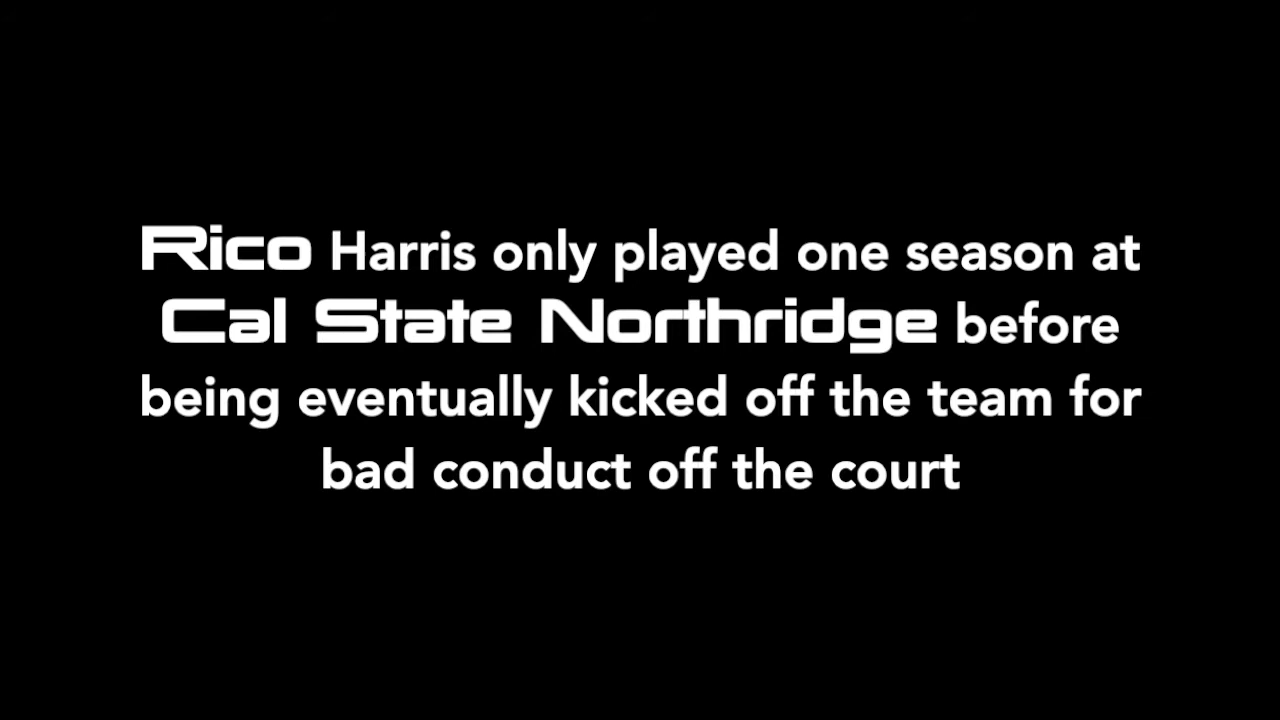 Rico Harris only played one season at
Cal State Northridge before
being eventually kicked off the team for
bad conduct off the court